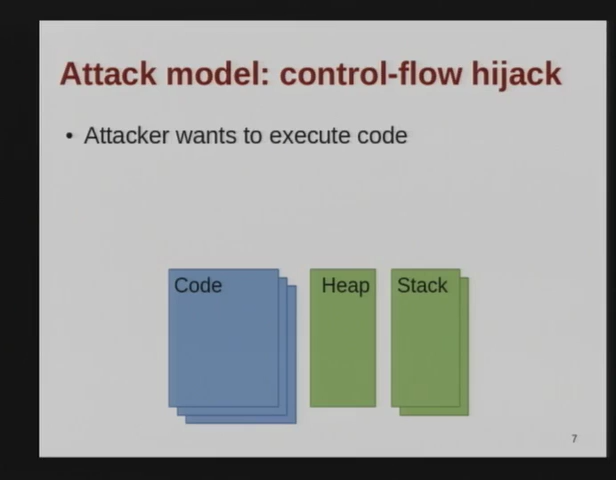 Attack model: control-flow hijack
• Attacker wants to execute code
Code
Heap
Stack
7